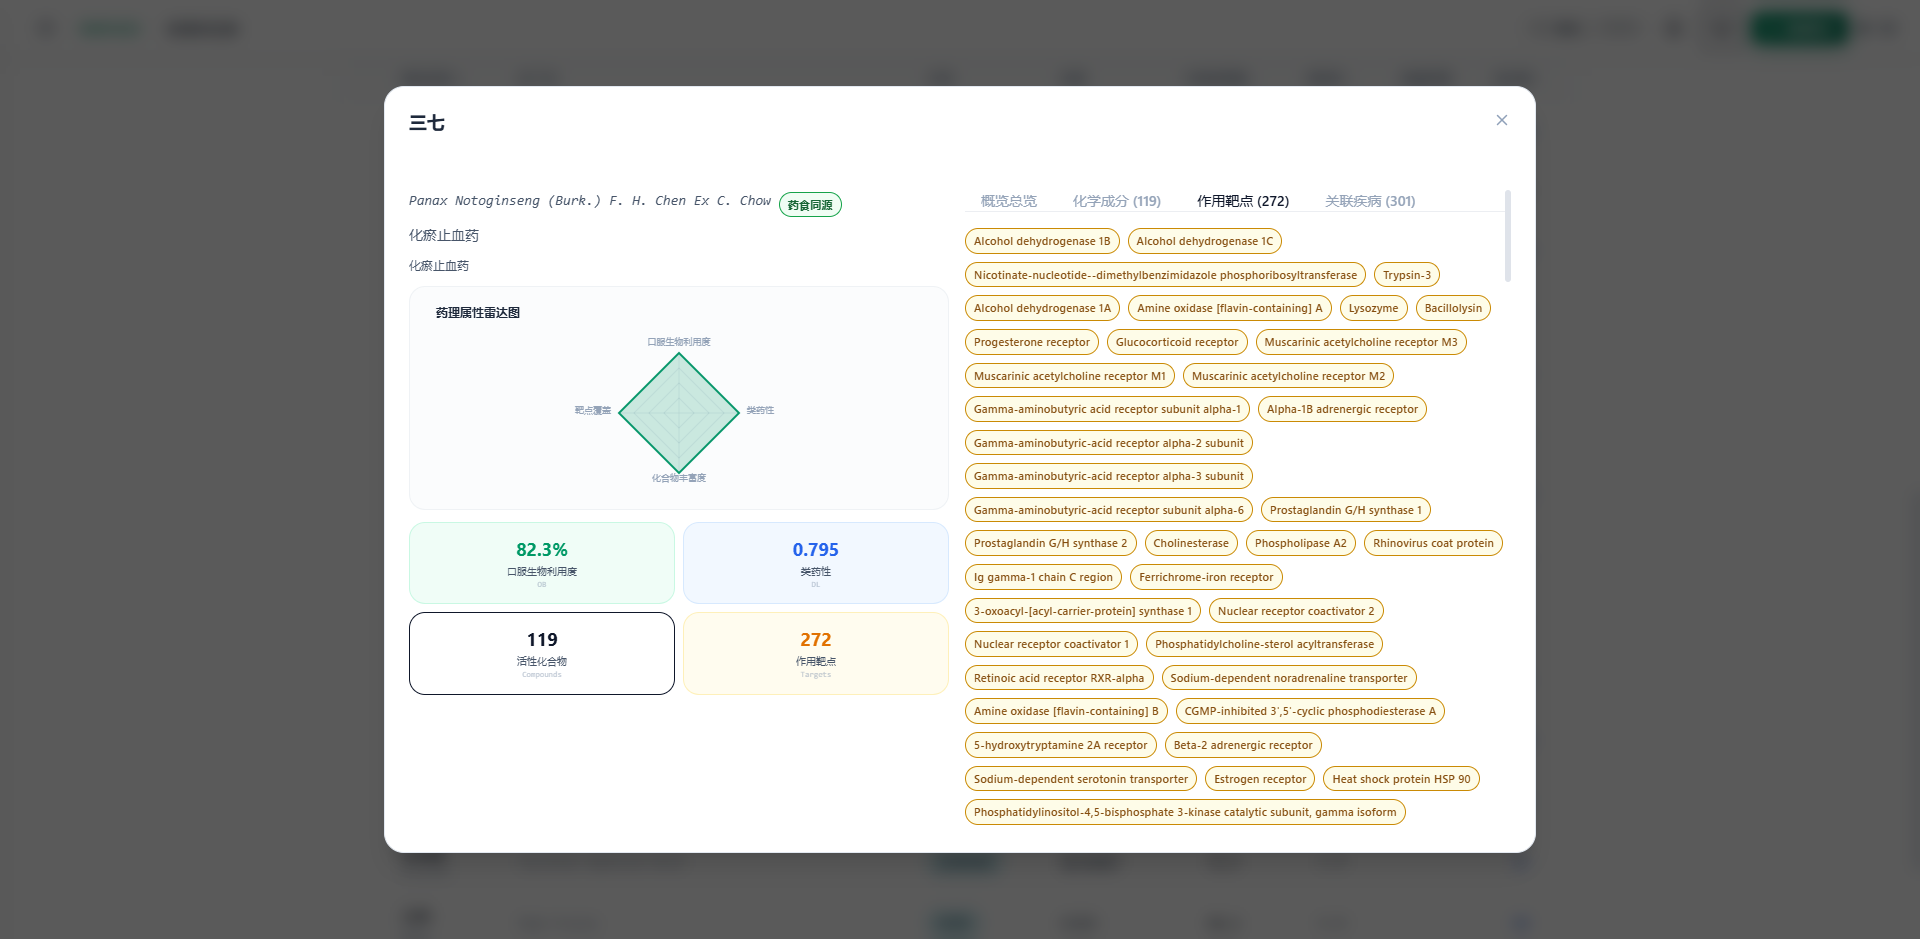 三七
Panax Notoginseng (Burk.) F. H. Chen Ex C. Chow 药食同源
化瘀止血药
化瘀止血药
药理属性雷达图
口服生物利用度
靶点覆盖 类药性
化合物丰富度
82.3%
口服生物利用度
OB
0.795
类药性
DL
119
活性化合物
Compounds
272
作用靶点
Targets
概览总览 化学成分 (119) 作用靶点 (272) 关联疾病 (301)
Alcohol dehydrogenase 1B Alcohol dehydrogenase 1C
Nicotinate-nucleotide--dimethylbenzimidazole phosphoribosyltransferase Trypsin-3
Alcohol dehydrogenase 1A Amine oxidase [flavin-containing] A Lysozyme Bacillolysin
Progesterone receptor Glucocorticoid receptor Muscarinic acetylcholine receptor M3
Muscarinic acetylcholine receptor M1 Muscarinic acetylcholine receptor M2
Gamma-aminobutyric acid receptor subunit alpha-1 Alpha-1B adrenergic receptor
Gamma-aminobutyric-acid receptor alpha-2 subunit
Gamma-aminobutyric-acid receptor alpha-3 subunit
Gamma-aminobutyric-acid receptor subunit alpha-6 Prostaglandin G/H synthase 1
Prostaglandin G/H synthase 2 Cholinesterase Phospholipase A2 Rhinovirus coat protein
Ig gamma-1 chain C region Ferrichrome-iron receptor
3-oxoacyl-[acyl-carrier-protein] synthase 1 Nuclear receptor coactivator 2
Nuclear receptor coactivator 1 Phosphatidylcholine-sterol acyltransferase
Retinoic acid receptor RXR-alpha Sodium-dependent noradrenaline transporter
Amine oxidase [flavin-containing] B CGMP-inhibited 3',5'-cyclic phosphodiesterase A
5-hydroxytryptamine 2A receptor Beta-2 adrenergic receptor
Sodium-dependent serotonin transporter Estrogen receptor Heat shock protein HSP 90
Phosphatidylinositol-4,5-bisphosphate 3-kinase catalytic subunit, gamma isoform